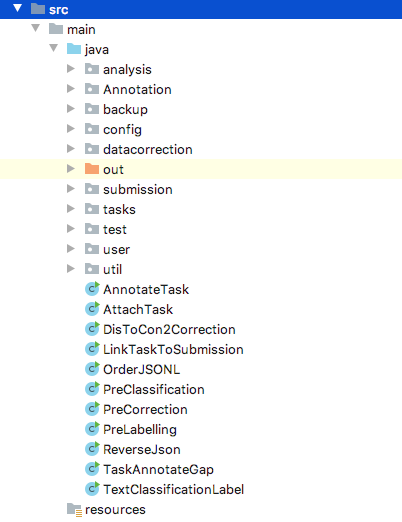 src
main
java
analysis
Annotation
backup
config
datacorrection
out
submission
tasks
test
user
util
AnnotateTask
AttachTask
DisToCon2Correction
LinkTaskToSubmission
OrderJSONL
PreClassification
PreCorrection
PreLabelling
ReverseJson
TaskAnnotateGap
TextClassificationLabel
resources